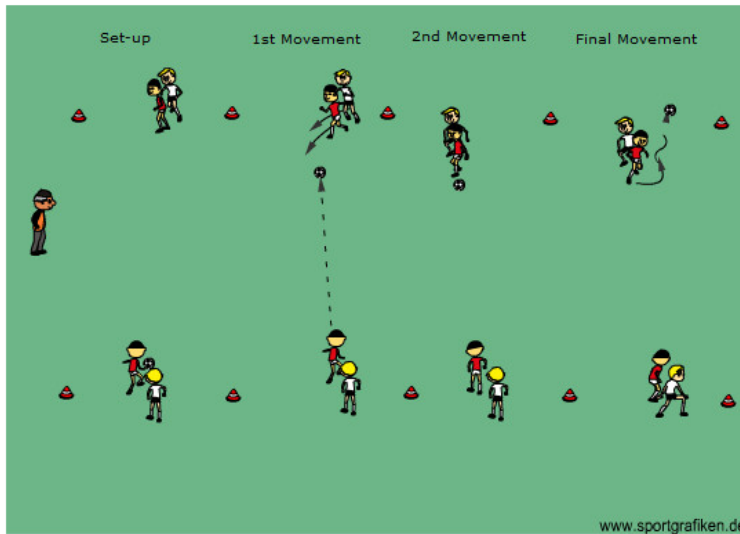 Set-up
1st Movement
2nd Movement
Final Movement
www.sportgrafiken.de